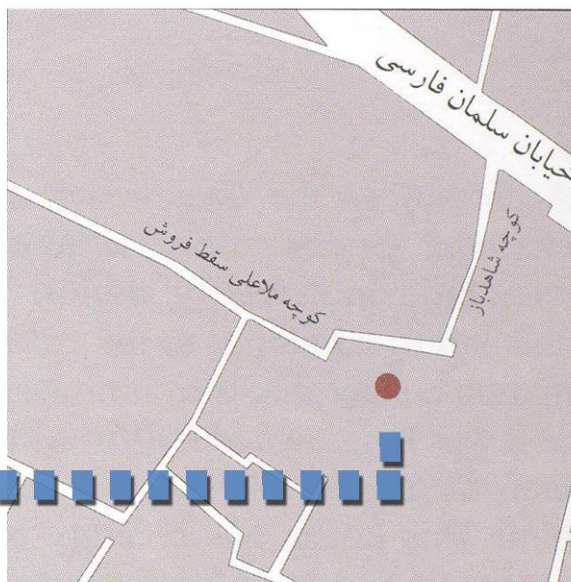 خیابان سلمان فارسی
کوچه شاهدباز
کوچه ملاعلی سقط فروش